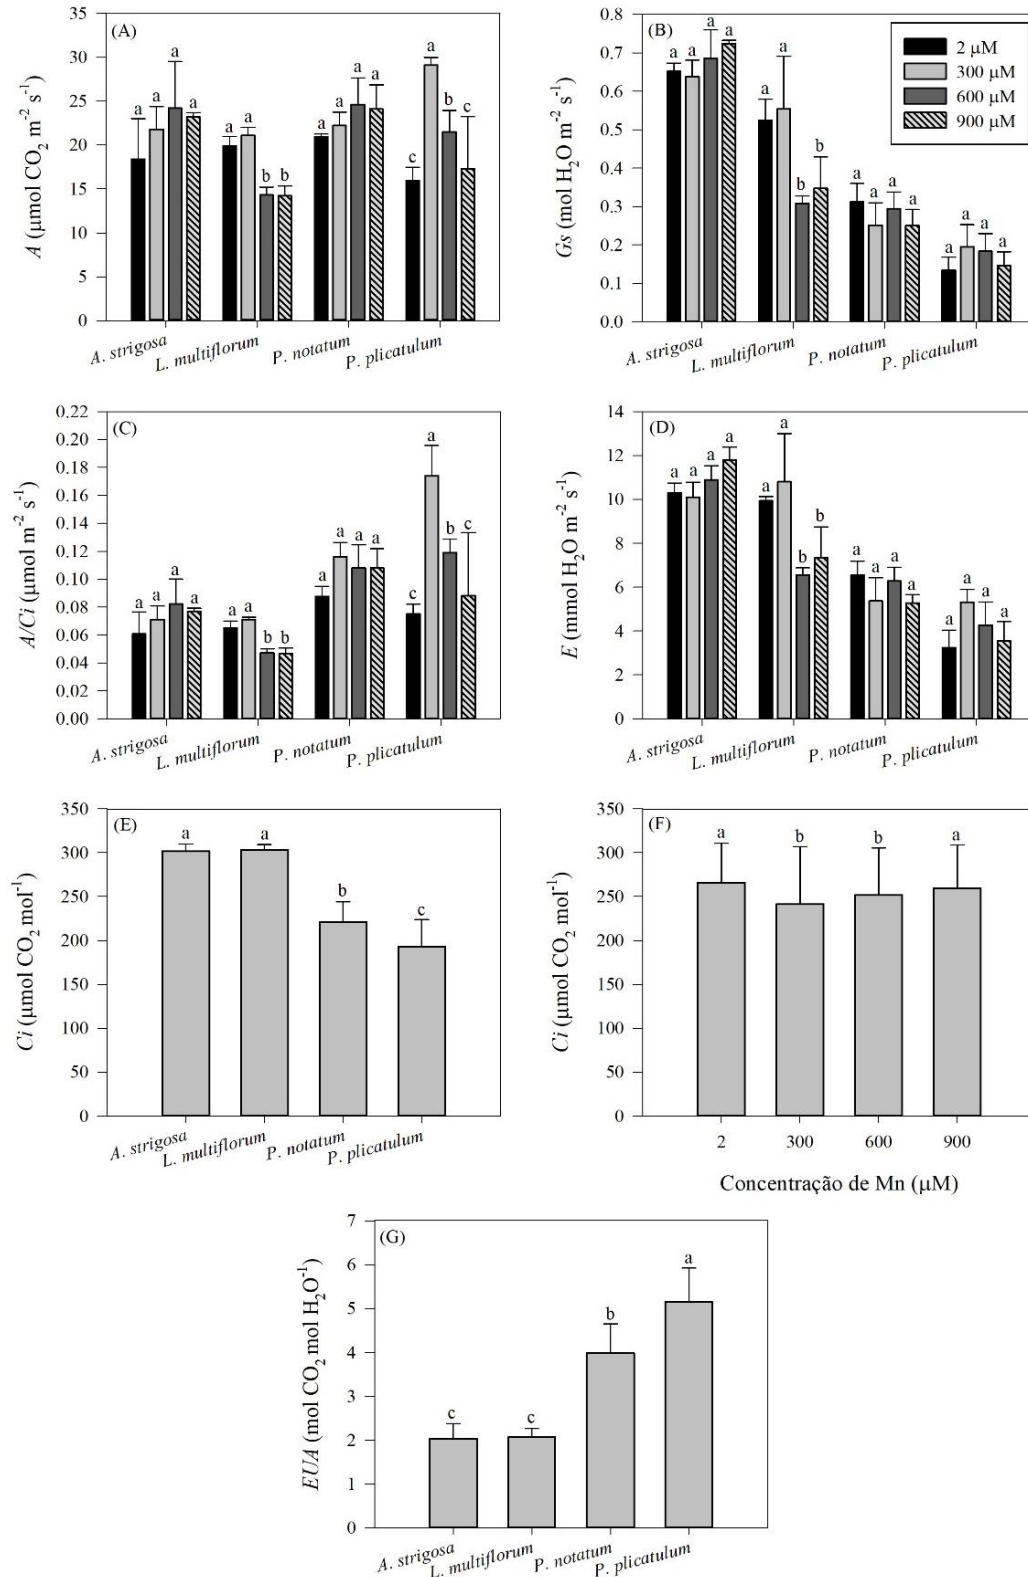 (A)
A (µmol CO2 m-2 s-1)
35
30
25
20
15
10
5
0
a a a a
a a b b
a a a a
c a b c
A. strigosa L. multiflorum P. notatum P. plicatulum
(B)
Gs (mol H2O m-2 s-1)
0.8
0.7
0.6
0.5
0.4
0.3
0.2
0.1
0.0
a a a a
a a b b
a a a a
a a a a
2 µM
300 µM
600 µM
900 µM
A. strigosa L. multiflorum P. notatum P. plicatulum
(C)
A/Ci (µmol m-2 s-1)
0.22
0.20
0.18
0.16
0.14
0.12
0.10
0.08
0.06
0.04
0.02
0.00
a a a a
a a b b
a a a a
c a b c
A. strigosa L. multiflorum P. notatum P. plicatulum
(D)
E (mmol H2O m-2 s-1)
14
12
10
8
6
4
2
0
a a a a
a a b b
a a a a
a a a a
A. strigosa L. multiflorum P. notatum P. plicatulum
(E)
Ci (µmol CO2 mol-1)
350
300
250
200
150
100
50
0
a a b c
A. strigosa L. multiflorum P. notatum P. plicatulum
(F)
Ci (µmol CO2 mol-1)
350
300
250
200
150
100
50
0
a b b a
2 300 600 900
Concentração de Mn (µM)
(G)
EUA (mol CO2 mol H2O-1)
7
6
5
4
3
2
1
0
c c b a
A. strigosa L. multiflorum P. notatum P. plicatulum